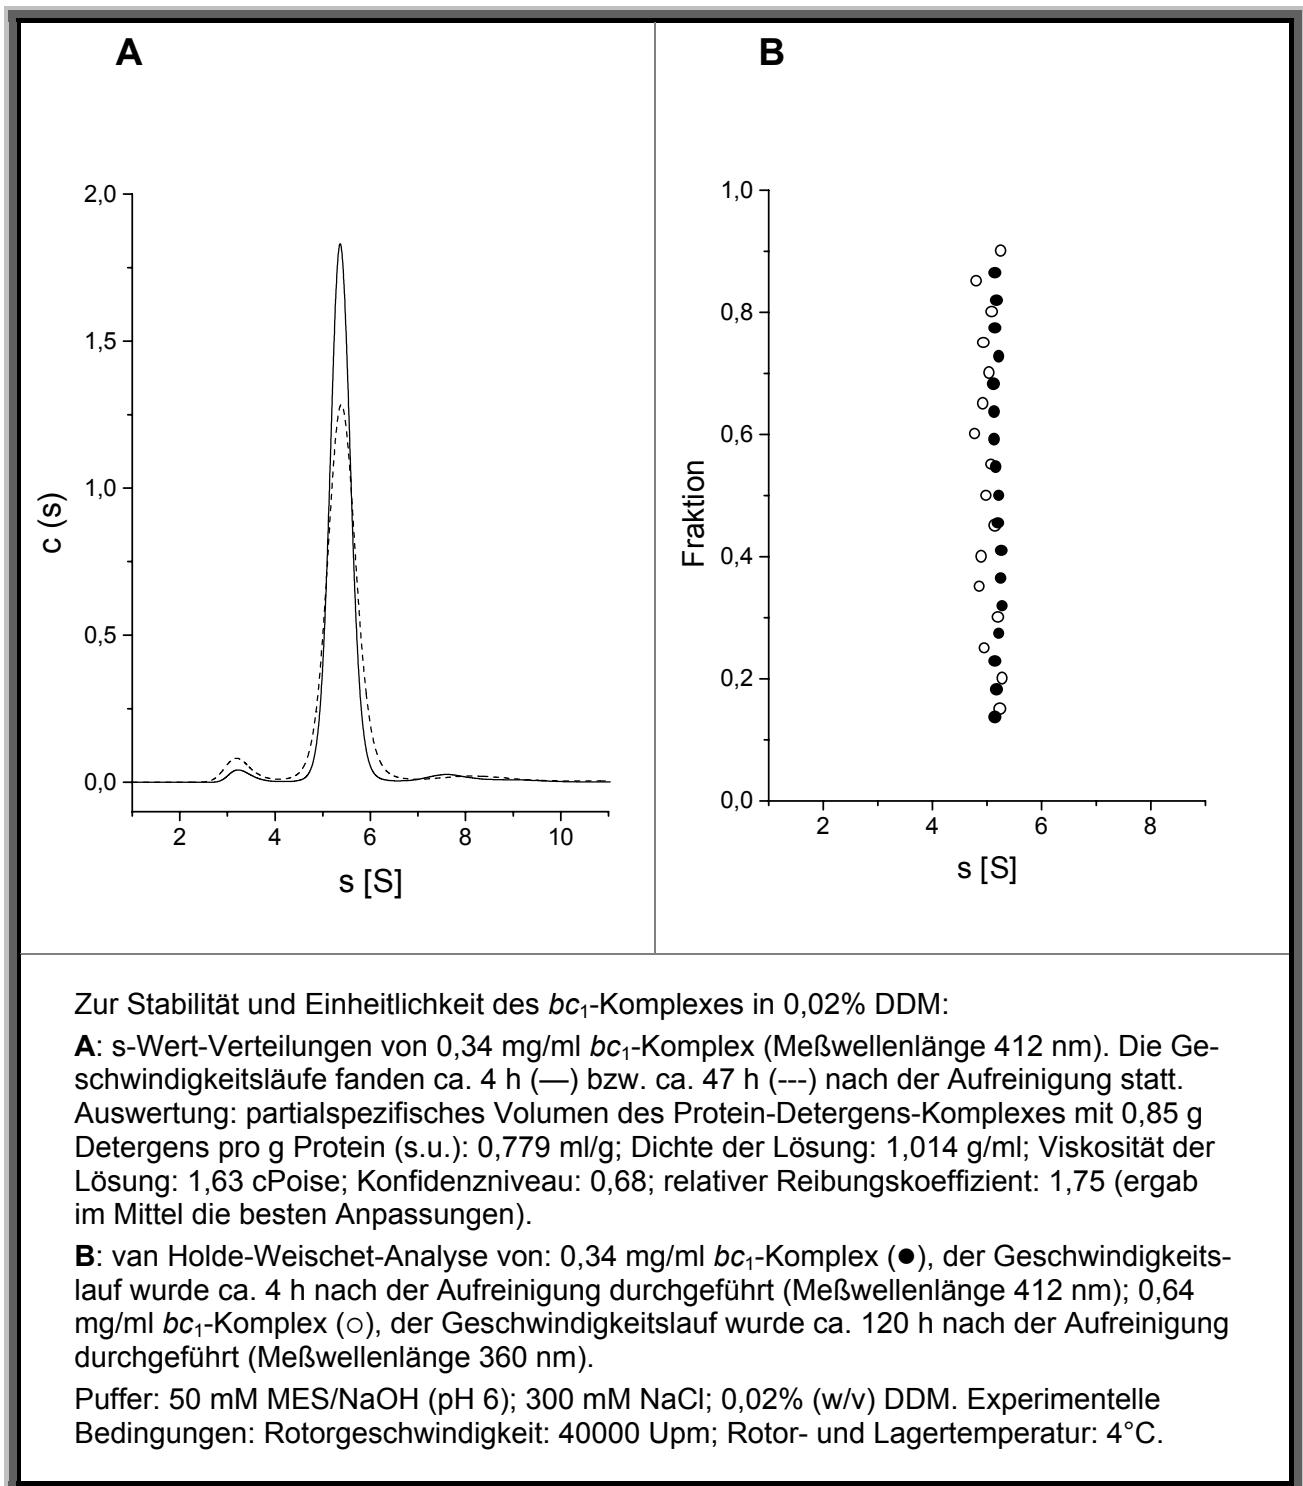 A
B
2,0
1,5
1,0
0,5
0,0
c (s)
2 4 6 8 10
s [S]
1,0
0,8
0,6
0,4
0,2
0,0
Fraktion
2 4 6 8
s [S]
Zur Stabilität und Einheitlichkeit des bc1-Komplexes in 0,02% DDM:
A: s-Wert-Verteilungen von 0,34 mg/ml bc1-Komplex (Meßwellenlänge 412 nm). Die Ge-
schwindigkeitsläufe fanden ca. 4 h (—) bzw. ca. 47 h (---) nach der Aufreinigung statt.
Auswertung: partialspezifisches Volumen des Protein-Detergens-Komplexes mit 0,85 g
Detergens pro g Protein (s.u.): 0,779 ml/g; Dichte der Lösung: 1,014 g/ml; Viskosität der
Lösung: 1,63 cPoise; Konfidenzniveau: 0,68; relativer Reibungskoeffizient: 1,75 (ergab
im Mittel die besten Anpassungen).
B: van Holde-Weischet-Analyse von: 0,34 mg/ml bc1-Komplex (●), der Geschwindigkeits-
lauf wurde ca. 4 h nach der Aufreinigung durchgeführt (Meßwellenlänge 412 nm); 0,64
mg/ml bc1-Komplex (○), der Geschwindigkeitslauf wurde ca. 120 h nach der Aufreinigung
durchgeführt (Meßwellenlänge 360 nm).
Puffer: 50 mM MES/NaOH (pH 6); 300 mM NaCl; 0,02% (w/v) DDM. Experimentelle
Bedingungen: Rotorgeschwindigkeit: 40000 Upm; Rotor- und Lagertemperatur: 4°C.